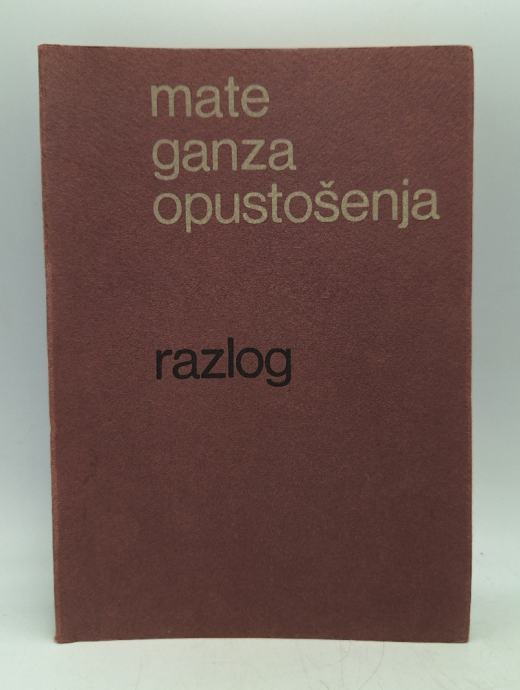 mate
ganza
opustošenja
razlog